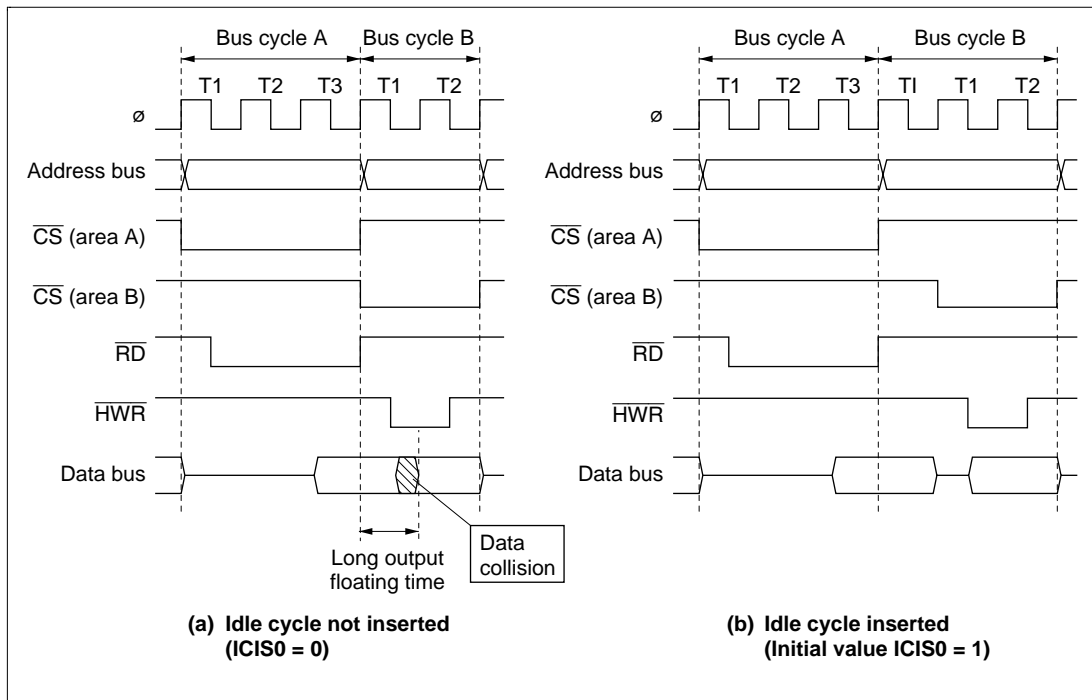 Bus cycle A
Bus cycle B
T1
T2
T3
T1
T2
ø
Address bus
CS (area A)
CS (area B)
RD
HWR
Data bus
Long output
floating time
Data
collision
(a) Idle cycle not inserted
(ICIS0 = 0)
Bus cycle A
Bus cycle B
T1
T2
T3
TI
T1
T2
ø
Address bus
CS (area A)
CS (area B)
RD
HWR
Data bus
(b) Idle cycle inserted
(Initial value ICIS0 = 1)